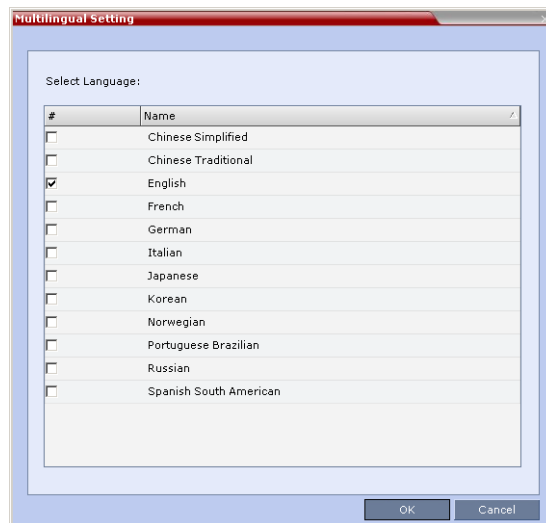 Multilingual Setting
Select Language:
# Name
Chinese Simplified
Chinese Traditional
English
French
German
Italian
Japanese
Korean
Norwegian
Portuguese Brazilian
Russian
Spanish South American
OK Cancel